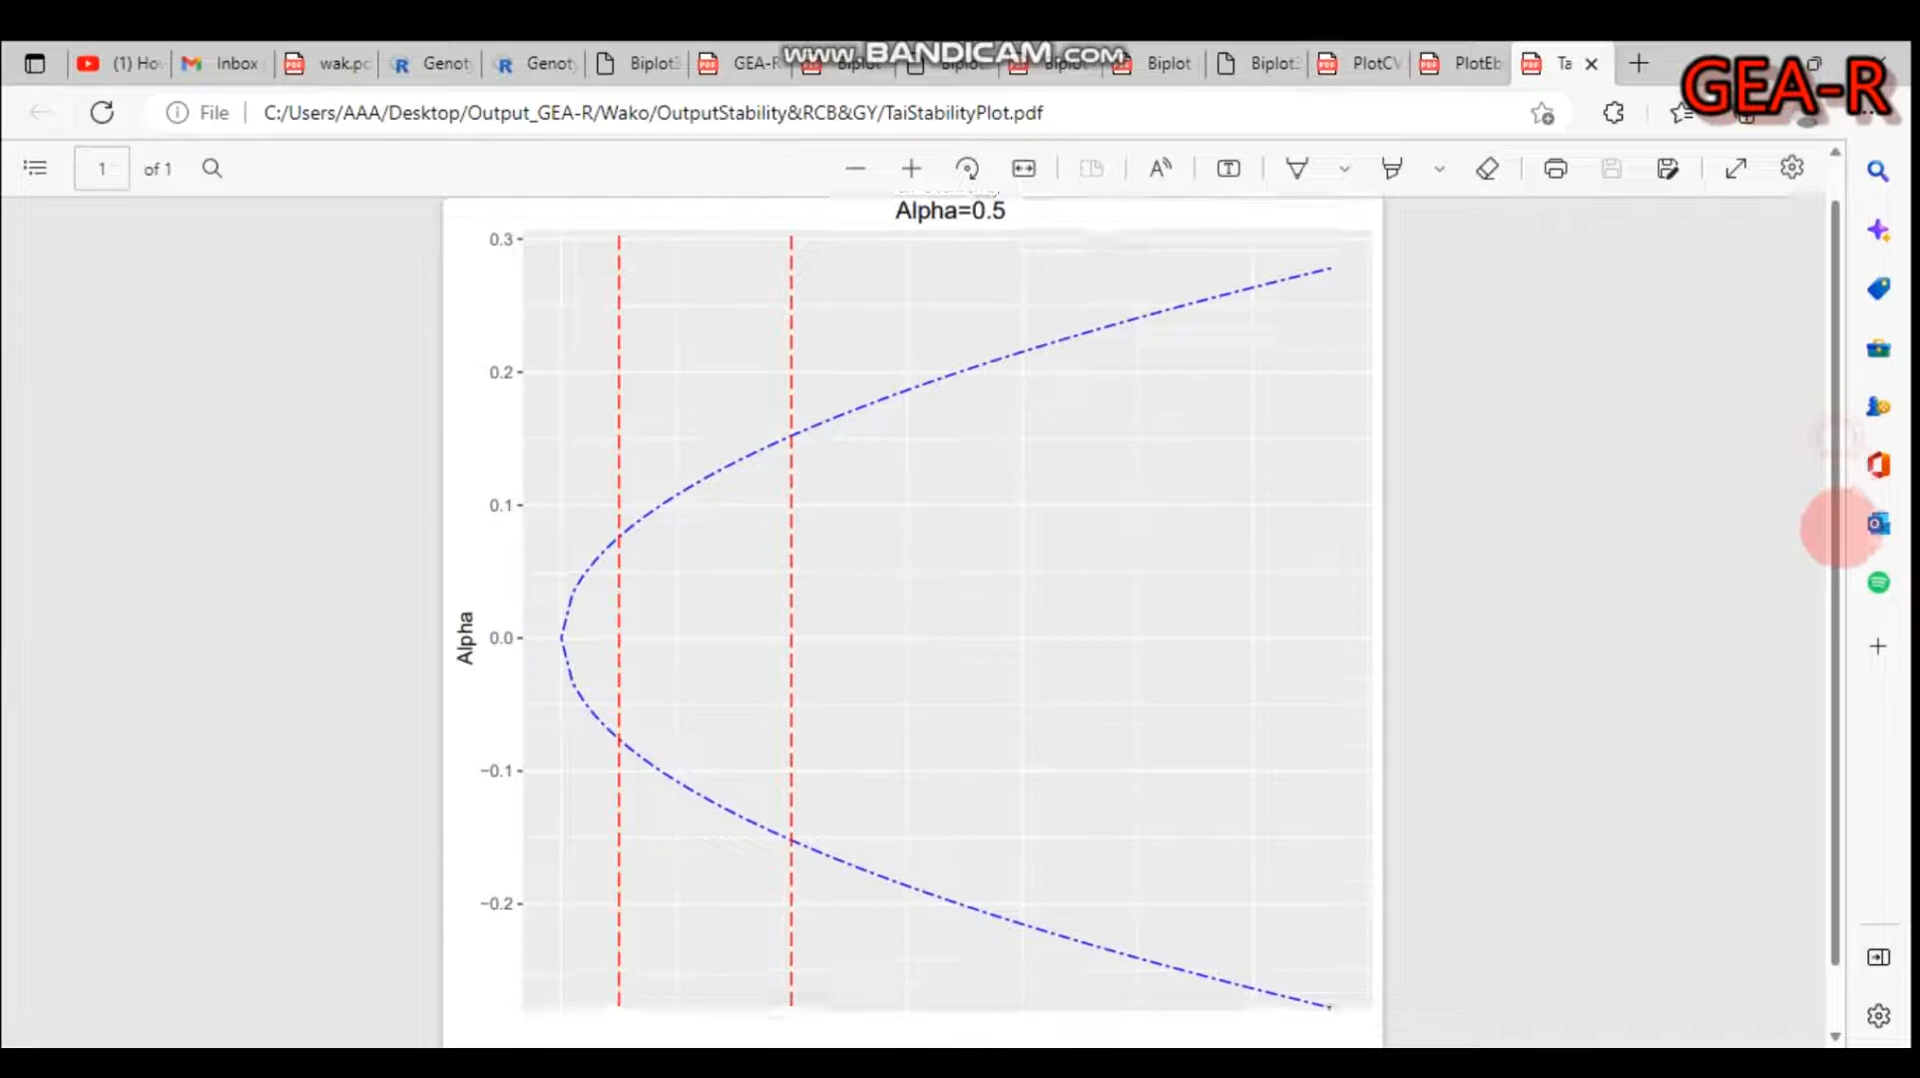 www.BANDICAM.com
GEA-R
(1) Ho
Inbox
wak.pc
Genoty
Genoty
Biplot
GEA-R
Biplot
Biplot
PlotCV
PlotEb
Ta
File
C:/Users/AAA/Desktop/Output_GEA-R/Wako/OutputStability&RCB&GY/TaiStabilityPlot.pdf
1 of 1
Alpha=0.5
0.3
0.2
0.1
0.0
−0.1
−0.2
Alpha